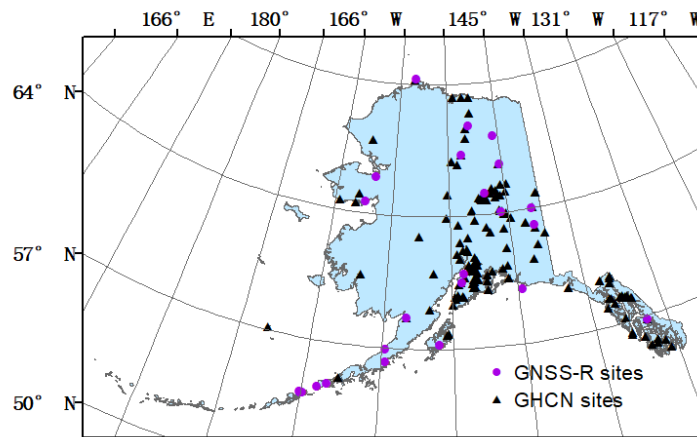 166° E 180° 166° W 145° W 131° W 117° W
64° N
57° N
50° N
GNSS-R sites
GHCN sites